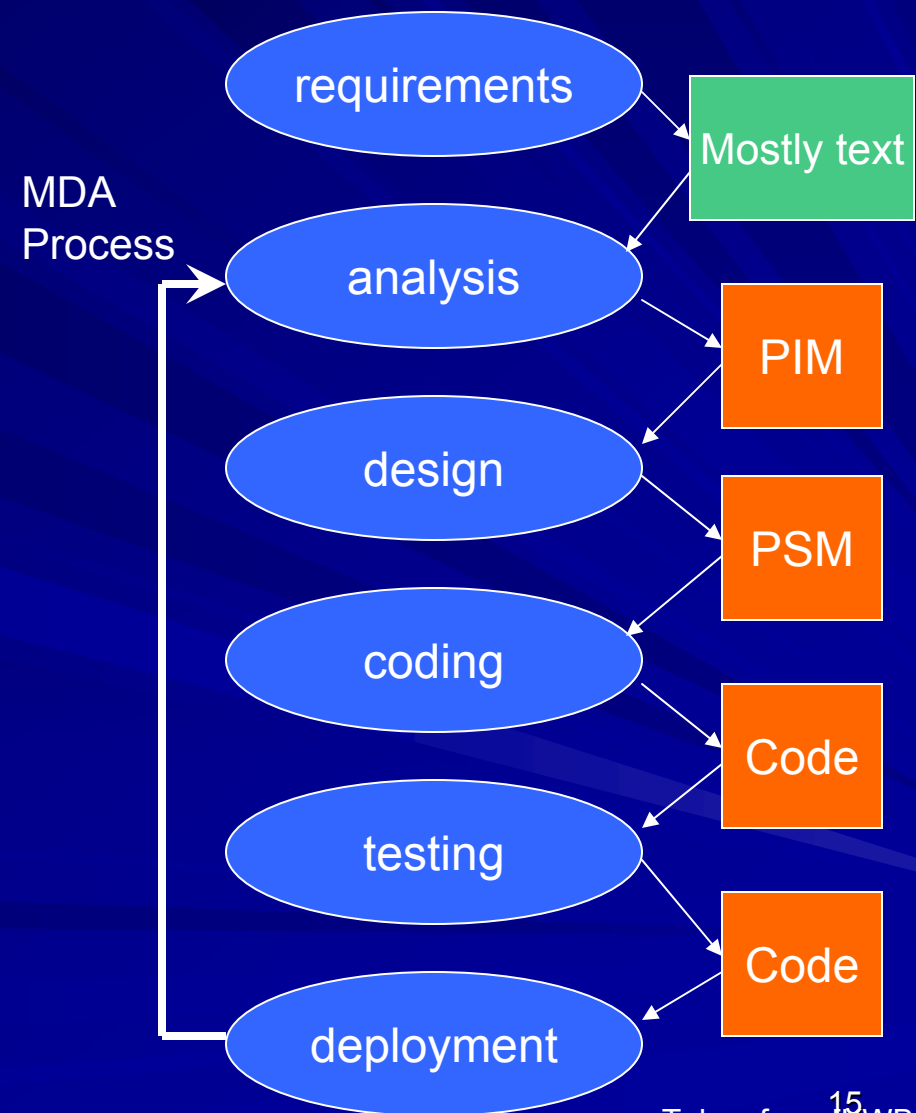 requirements
Mostly text
MDA
Process
analysis
PIM
design
PSM
coding
Code
testing
Code
deployment
15